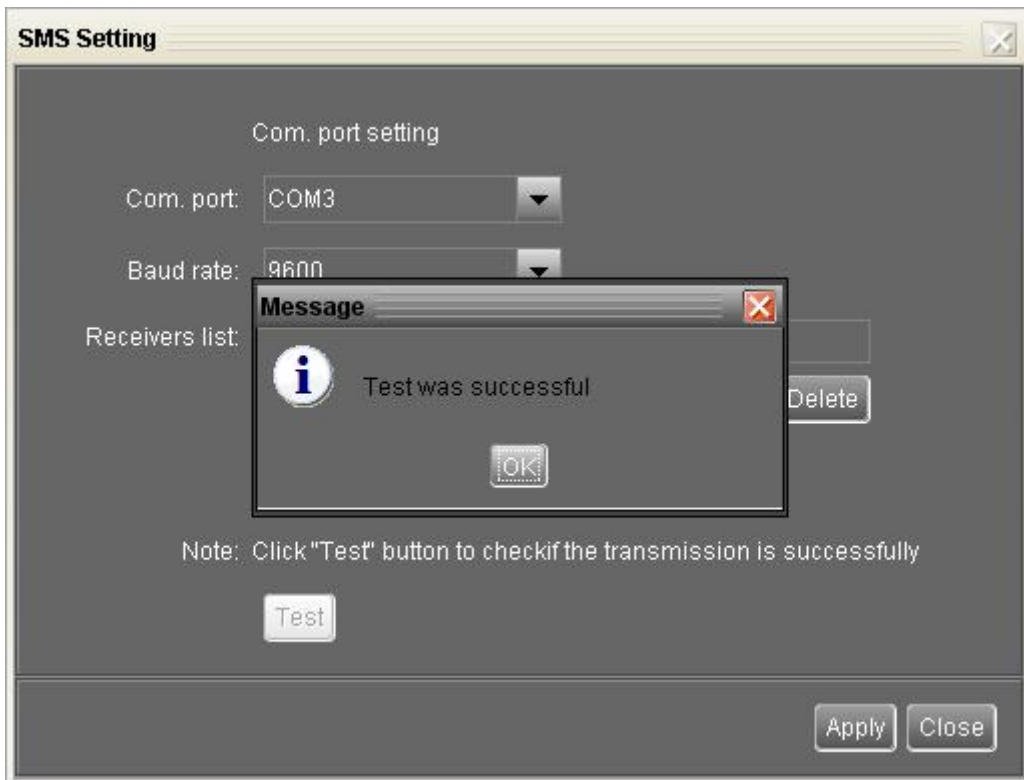 SMS Setting
Com. port setting
Com. port: COM3
Baud rate: 9600
Message
Receivers list:
i
Test was successful
Delete
OK
Note: Click "Test" button to checkif the transmission is successfully
Test
Apply Close